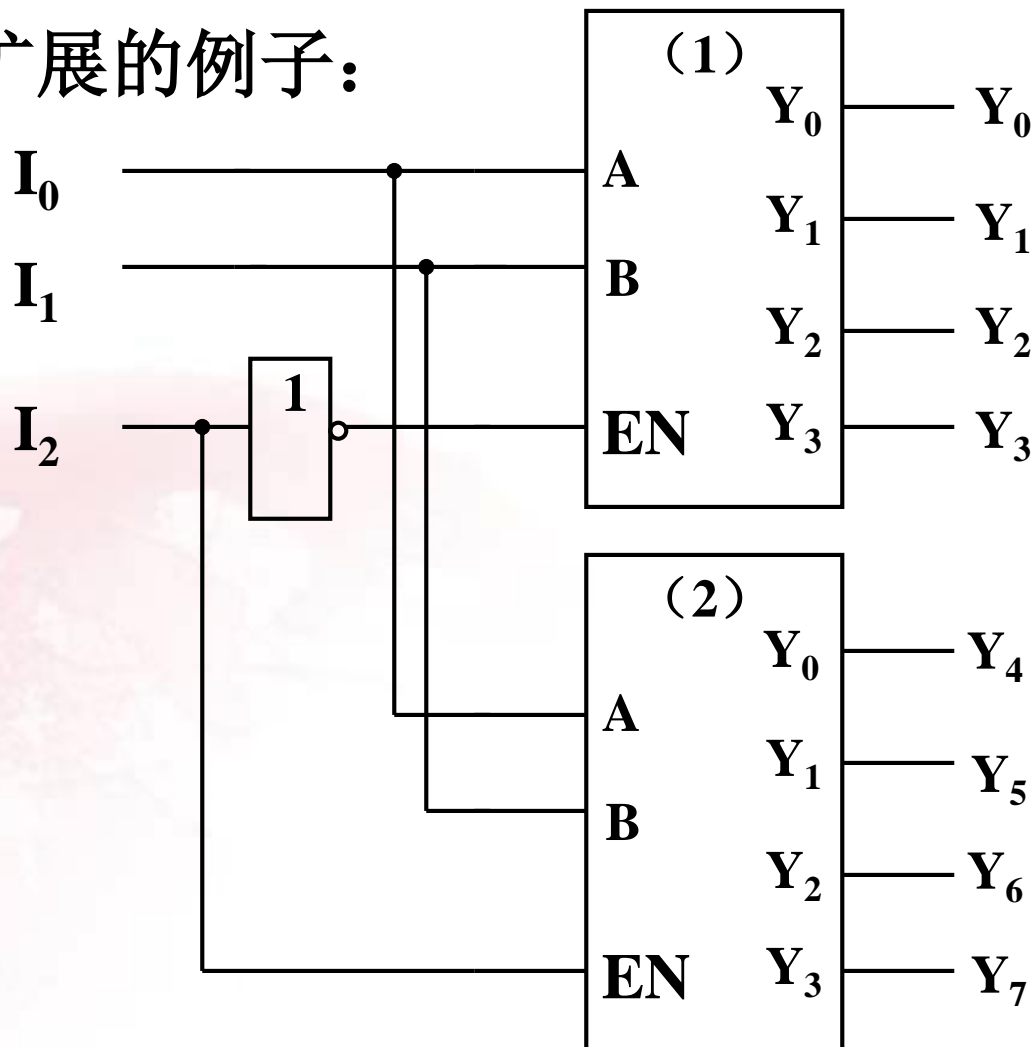 展的例子：
（1）
Y₀ Y₀
I₀ A
Y₁ Y₁
I₁ B
Y₂ Y₂
1
I₂ EN Y₃ Y₃
（2）
Y₀ Y₄
A
Y₁ Y₅
B
Y₂ Y₆
EN Y₃ Y₇